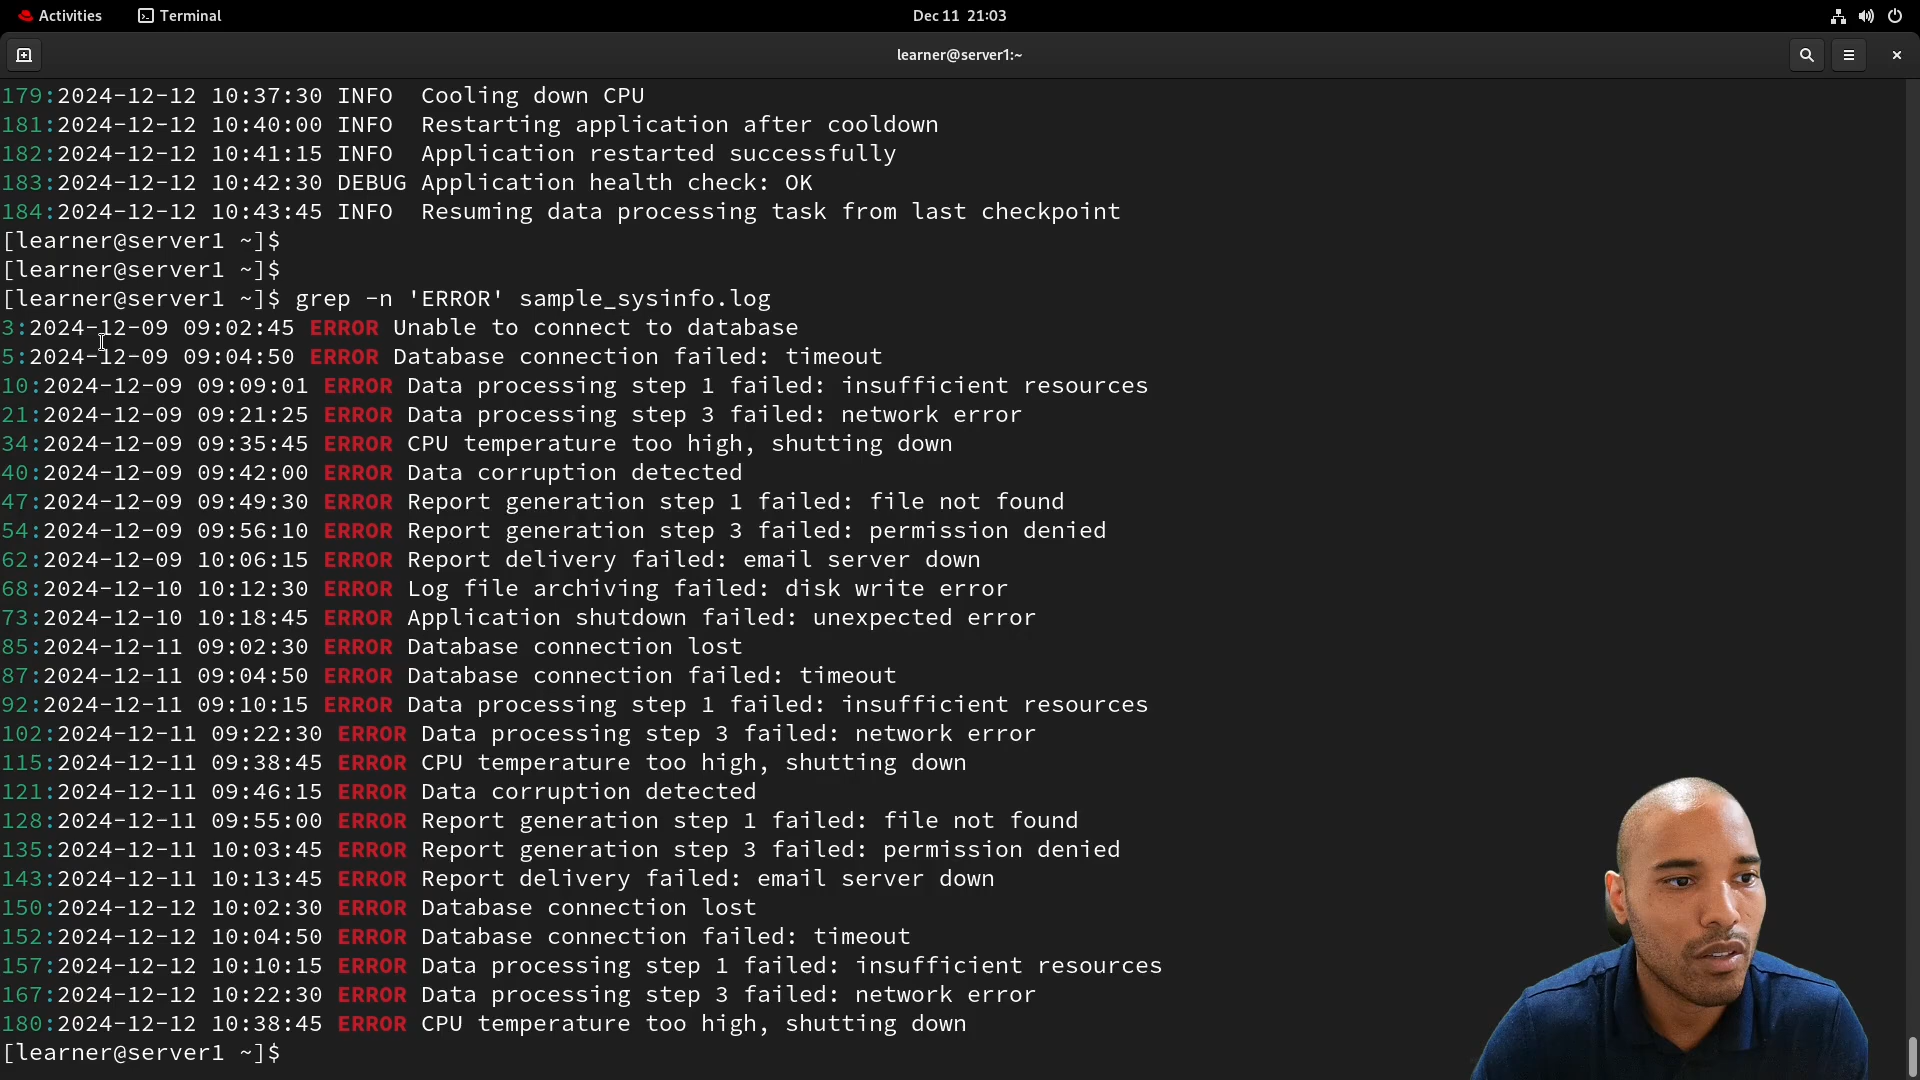 Activities
Terminal
Dec 11 21:03
learner@server1:~
179:2024-12-12 10:37:30 INFO  Cooling down CPU
181:2024-12-12 10:40:00 INFO  Restarting application after cooldown
182:2024-12-12 10:41:15 INFO  Application restarted successfully
183:2024-12-12 10:42:30 DEBUG Application health check: OK
184:2024-12-12 10:43:45 INFO  Resuming data processing task from last checkpoint
[learner@server1 ~]$
[learner@server1 ~]$
[learner@server1 ~]$ grep -n 'ERROR' sample_sysinfo.log
3:2024-12-09 09:02:45 ERROR Unable to connect to database
5:2024-12-09 09:04:50 ERROR Database connection failed: timeout
10:2024-12-09 09:09:01 ERROR Data processing step 1 failed: insufficient resources
21:2024-12-09 09:21:25 ERROR Data processing step 3 failed: network error
34:2024-12-09 09:35:45 ERROR CPU temperature too high, shutting down
40:2024-12-09 09:42:00 ERROR Data corruption detected
47:2024-12-09 09:49:30 ERROR Report generation step 1 failed: file not found
54:2024-12-09 09:56:10 ERROR Report generation step 3 failed: permission denied
62:2024-12-09 10:06:15 ERROR Report delivery failed: email server down
68:2024-12-10 10:12:30 ERROR Log file archiving failed: disk write error
73:2024-12-10 10:18:45 ERROR Application shutdown failed: unexpected error
85:2024-12-11 09:02:30 ERROR Database connection lost
87:2024-12-11 09:04:50 ERROR Database connection failed: timeout
92:2024-12-11 09:10:15 ERROR Data processing step 1 failed: insufficient resources
102:2024-12-11 09:22:30 ERROR Data processing step 3 failed: network error
115:2024-12-11 09:38:45 ERROR CPU temperature too high, shutting down
121:2024-12-11 09:46:15 ERROR Data corruption detected
128:2024-12-11 09:55:00 ERROR Report generation step 1 failed: file not found
135:2024-12-11 10:03:45 ERROR Report generation step 3 failed: permission denied
143:2024-12-11 10:13:45 ERROR Report delivery failed: email server down
150:2024-12-12 10:02:30 ERROR Database connection lost
152:2024-12-12 10:04:50 ERROR Database connection failed: timeout
157:2024-12-12 10:10:15 ERROR Data processing step 1 failed: insufficient resources
167:2024-12-12 10:22:30 ERROR Data processing step 3 failed: network error
180:2024-12-12 10:38:45 ERROR CPU temperature too high, shutting down
[learner@server1 ~]$